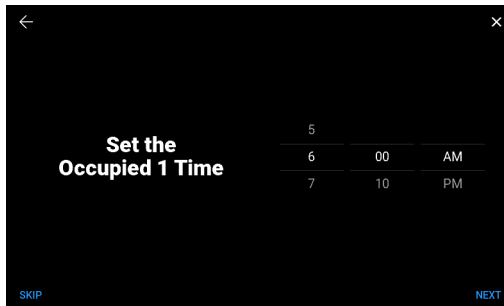 Set the
Occupied 1 Time
5
6 00 AM
7 10 PM
SKIP NEXT